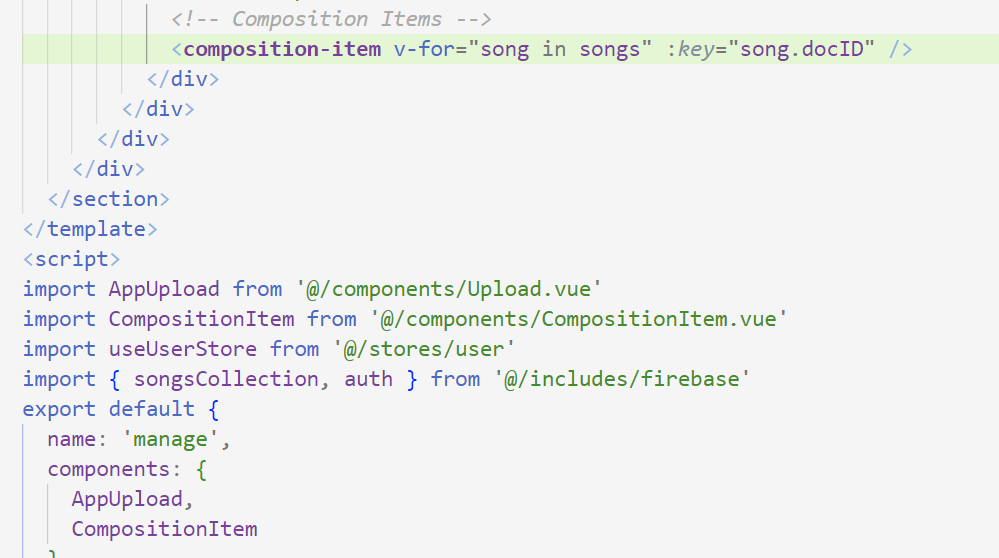 <!-- Composition Items -->
<composition-item v-for="song in songs" :key="song.docID" />
</div>
</div>
</div>
</div>
</section>
</template>
<script>
import AppUpload from '@/components/Upload.vue'
import CompositionItem from '@/components/CompositionItem.vue'
import useUserStore from '@/stores/user'
import { songsCollection, auth } from '@/includes/firebase'
export default {
name: 'manage',
components: {
AppUpload,
CompositionItem
}